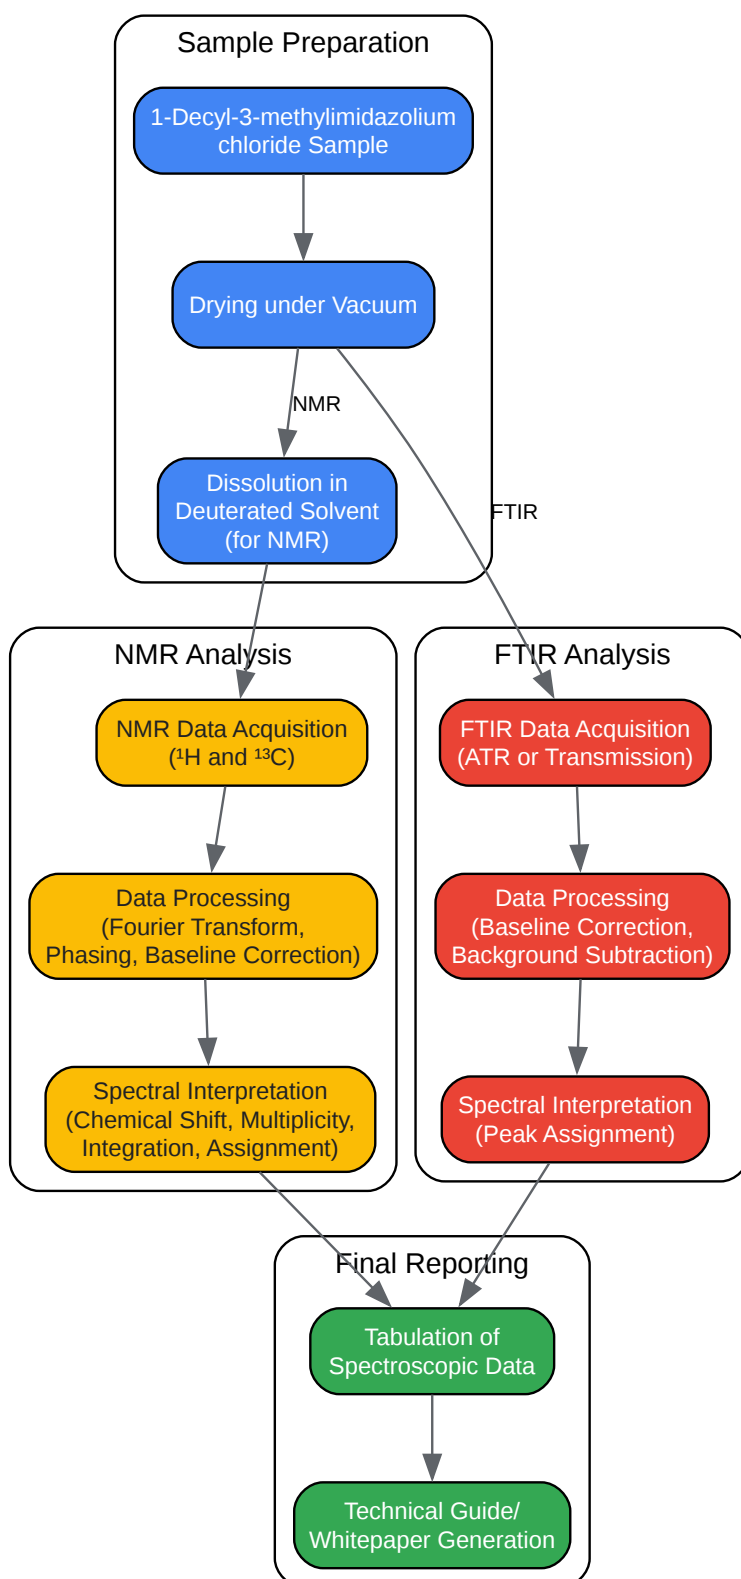 Sample Preparation
1-Decyl-3-methylimidazolium
chloride Sample
Drying under Vacuum
NMR
Dissolution in
Deuterated Solvent
(for NMR)
FTIR
NMR Analysis
NMR Data Acquisition
(¹H and ¹³C)
Data Processing
(Fourier Transform,
Phasing, Baseline Correction)
Spectral Interpretation
(Chemical Shift, Multiplicity,
Integration, Assignment)
FTIR Analysis
FTIR Data Acquisition
(ATR or Transmission)
Data Processing
(Baseline Correction,
Background Subtraction)
Spectral Interpretation
(Peak Assignment)
Final Reporting
Tabulation of
Spectroscopic Data
Technical Guide/
Whitepaper Generation